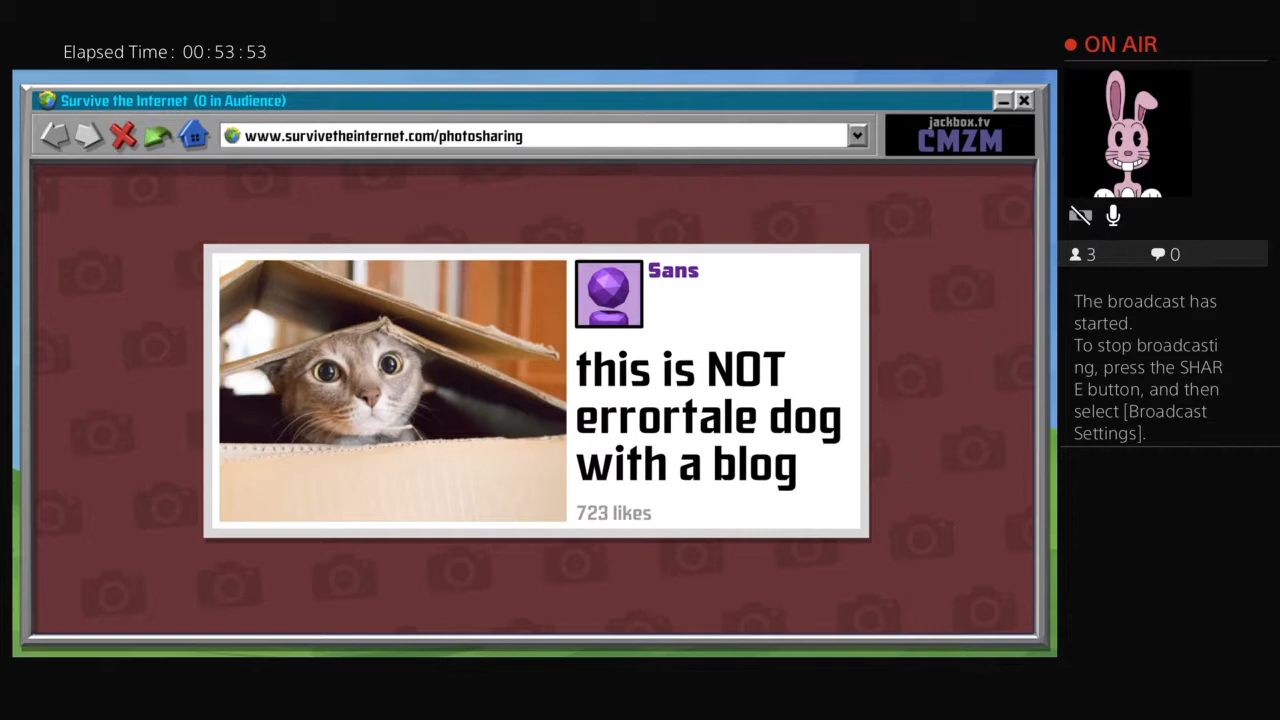 Elapsed Time: 00:53:53
ON AIR
Survive the Internet (0 in Audience)
www.survivetheinternet.com/photosharing
jackbox.tv
CMZM
Sans
this is NOT
errortale dog
with a blog
723 likes
3
0
The broadcast has
started.
To stop broadcasti
ng, press the SHAR
E button, and then
select [Broadcast
Settings].